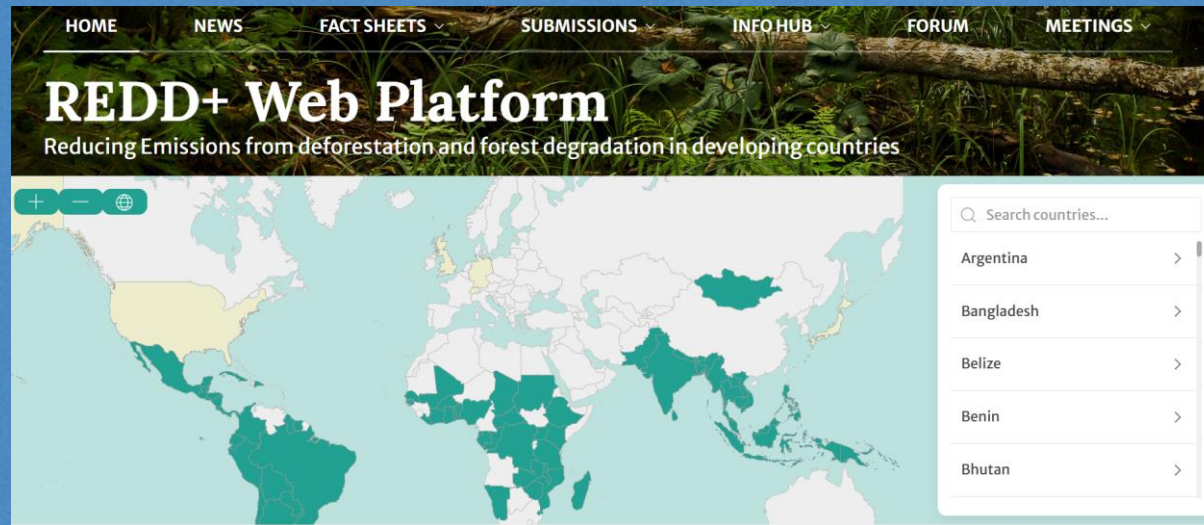 HOME NEWS FACT SHEETS SUBMISSIONS INFO HUB FORUM MEETINGS
REDD+ Web Platform
Reducing Emissions from deforestation and forest degradation in developing countries
Search countries...
Argentina
Bangladesh
Belize
Benin
Bhutan